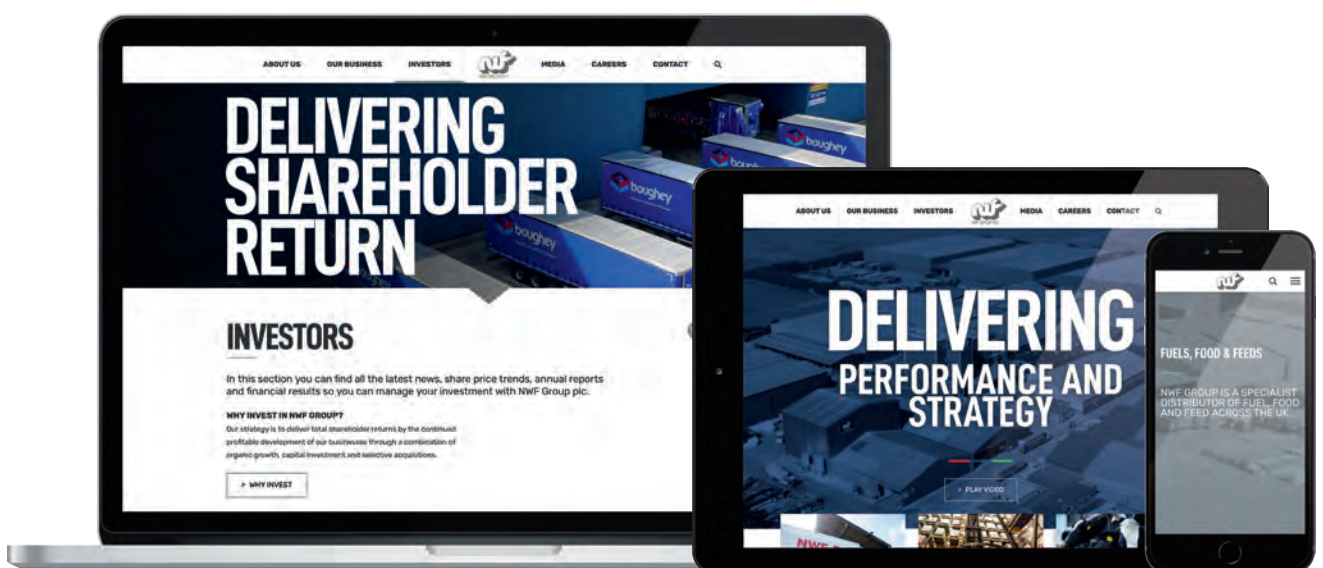 ABOUT US OUR BUSINESS INVESTORS nwf MEDIA CAREERS CONTACT
DELIVERING
SHAREHOLDER
RETURN
boughey
boughey
boughey
boughey
INVESTORS
In this section you can find all the latest news, share price trends, annual reports
and financial results so you can manage your investment with NWF Group plc.
WHY INVEST IN NWF GROUP?
Our strategy is to deliver total shareholder returns by the continued
profitable development of our businesses through a combination of
organic growth, capital investment and selective acquisitions.
> WHY INVEST
ABOUT US OUR BUSINESS INVESTORS nwf MEDIA CAREERS CONTACT
DELIVERING
PERFORMANCE AND
STRATEGY
> PLAY VIDEO
NWF
nwf
FUELS, FOOD & FEEDS
NWF GROUP IS A SPECIALIST
DISTRIBUTOR OF FUEL, FOOD
AND FEED ACROSS THE UK.